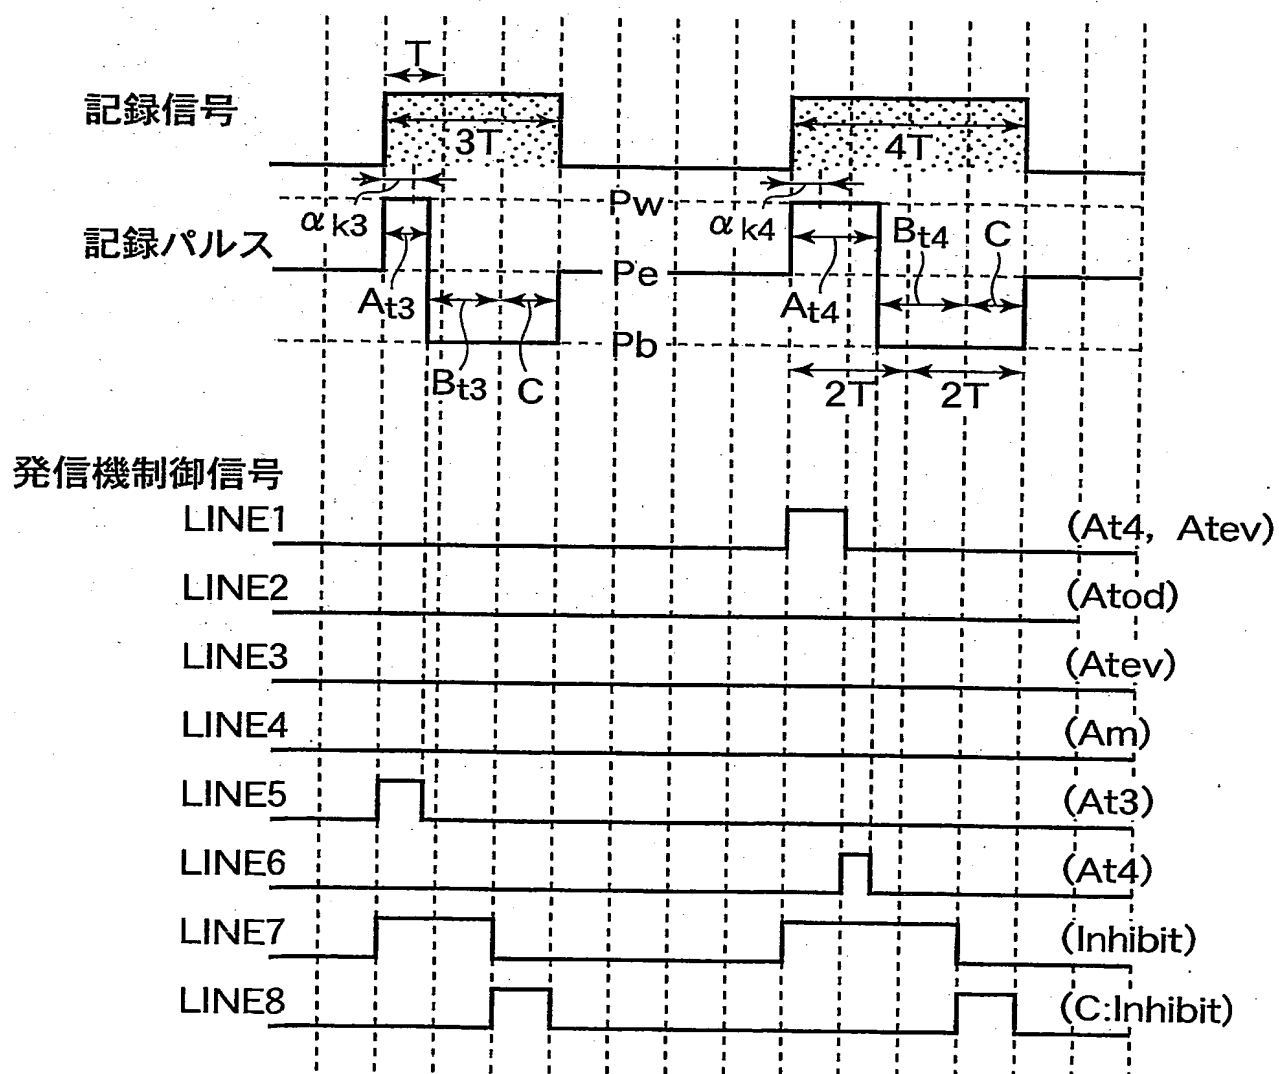 T
記録信号
3T
4T
αk3
Pw
αk4
記録パルス
Bt4
C
Pe
At3
At4
Pb
Bt3
C
2T
2T
発信機制御信号
LINE1
(At4, Atev)
LINE2
(Atod)
LINE3
(Atev)
LINE4
(Am)
LINE5
(At3)
LINE6
(At4)
LINE7
(Inhibit)
LINE8
(C:Inhibit)